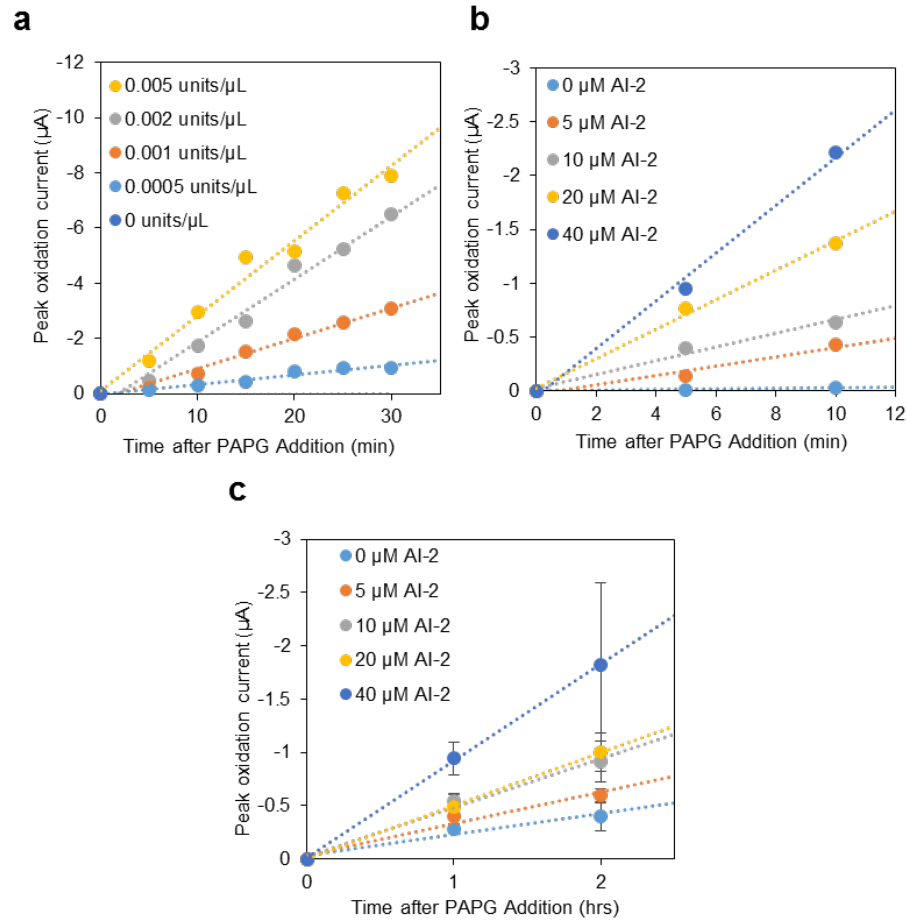 a
Peak oxidation current (µA)
-12
-10
-8
-6
-4
-2
0
0.005 units/µL
0.002 units/µL
0.001 units/µL
0.0005 units/µL
0 units/µL
0
10
20
30
Time after PAPG Addition (min)
b
Peak oxidation current (µA)
-3
-2.5
-2
-1.5
-1
-0.5
0
0 µM AI-2
5 µM AI-2
10 µM AI-2
20 µM AI-2
40 µM AI-2
0
2
4
6
8
10
12
Time after PAPG Addition (min)
c
Peak oxidation current (µA)
-3
-2.5
-2
-1.5
-1
-0.5
0
0 µM AI-2
5 µM AI-2
10 µM AI-2
20 µM AI-2
40 µM AI-2
0
1
2
Time after PAPG Addition (hrs)